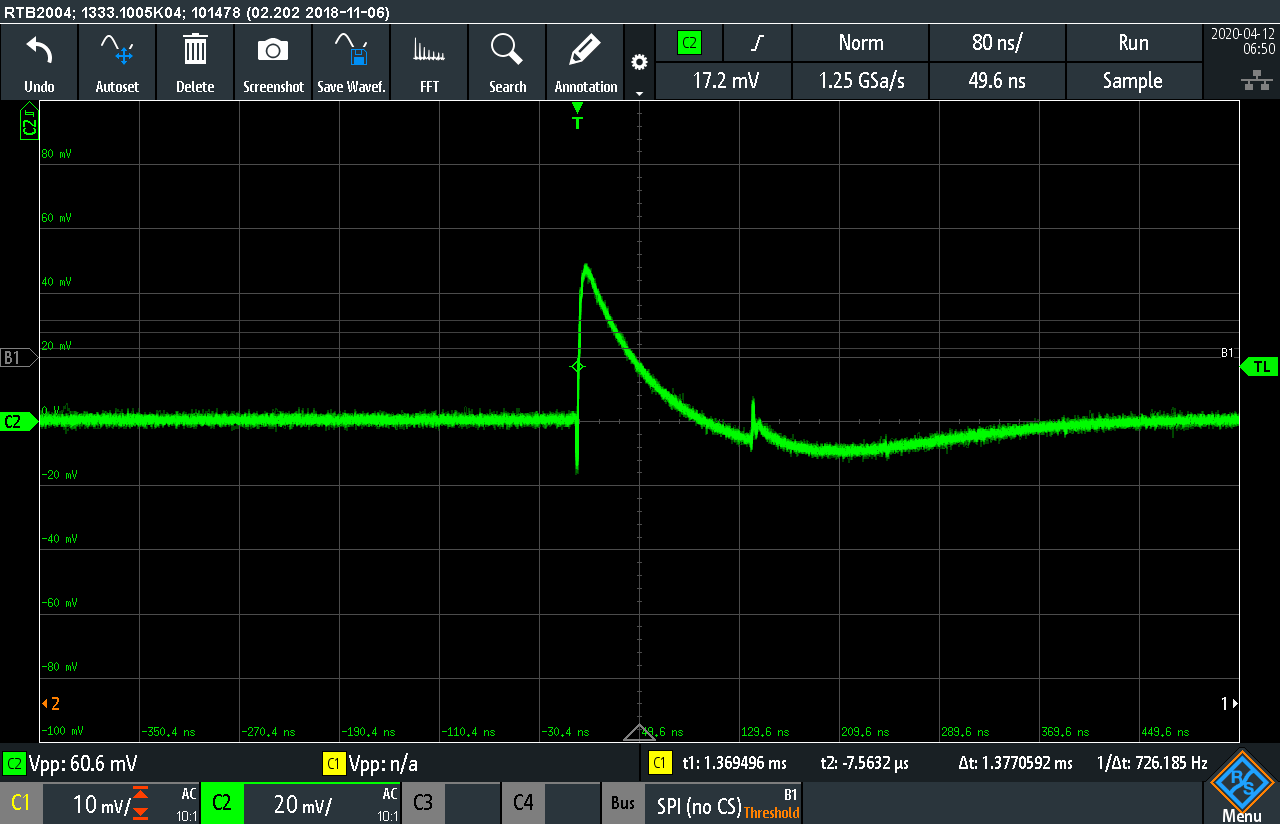 RTB2004; 1333.1005K04; 101478 (02.202 2018-11-06)
Undo
Autoset
Delete
Screenshot
Save Wavef.
FFT
Search
Annotation
C2
Norm
80 ns/
Run
17.2 mV
1.25 GSa/s
49.6 ns
Sample
2020-04-12
06:50
C2
T
80 mV
60 mV
40 mV
20 mV
B1
B1
TL
0 V
C2
-20 mV
-40 mV
-60 mV
-80 mV
2
1
-100 mV
-350.4 ns
-270.4 ns
-190.4 ns
-110.4 ns
-30.4 ns
49.6 ns
129.6 ns
209.6 ns
289.6 ns
369.6 ns
449.6 ns
C2 Vpp: 60.6 mV
C1 Vpp: n/a
C1 t1: 1.369496 ms t2: -7.5632 µs Δt: 1.3770592 ms 1/Δt: 726.185 Hz
C1
10 mV/
AC
10:1
C2
20 mV/
AC
10:1
C3
C4
Bus
SPI (no CS)
B1
Threshold
R&S
Menu